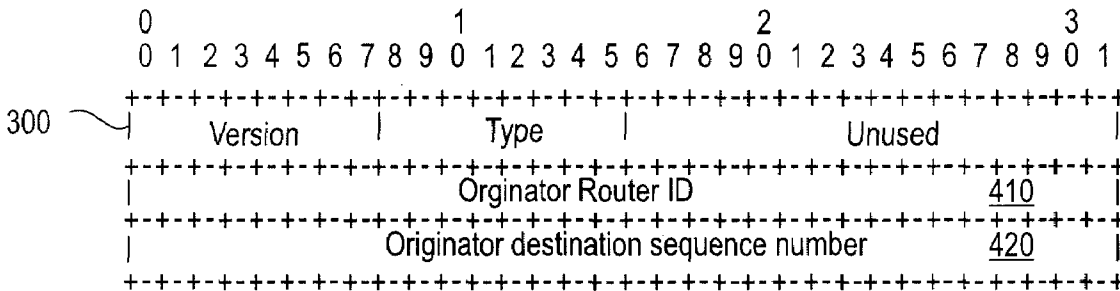 0 1 2 3
0 1 2 3 4 5 6 7 8 9 0 1 2 3 4 5 6 7 8 9 0 1 2 3 4 5 6 7 8 9 0 1
+-+-+-+-+-+-+-+-+-+-+-+-+-+-+-+-+-+-+-+-+-+-+-+-+-+-+-+-+-+-+-+-+
300 | Version | Type | Unused |
+-+-+-+-+-+-+-+-+-+-+-+-+-+-+-+-+-+-+-+-+-+-+-+-+-+-+-+-+-+-+-+-+
| Orginator Router ID 410 |
+-+-+-+-+-+-+-+-+-+-+-+-+-+-+-+-+-+-+-+-+-+-+-+-+-+-+-+-+-+-+-+-+
| Originator destination sequence number 420 |
+-+-+-+-+-+-+-+-+-+-+-+-+-+-+-+-+-+-+-+-+-+-+-+-+-+-+-+-+-+-+-+-+